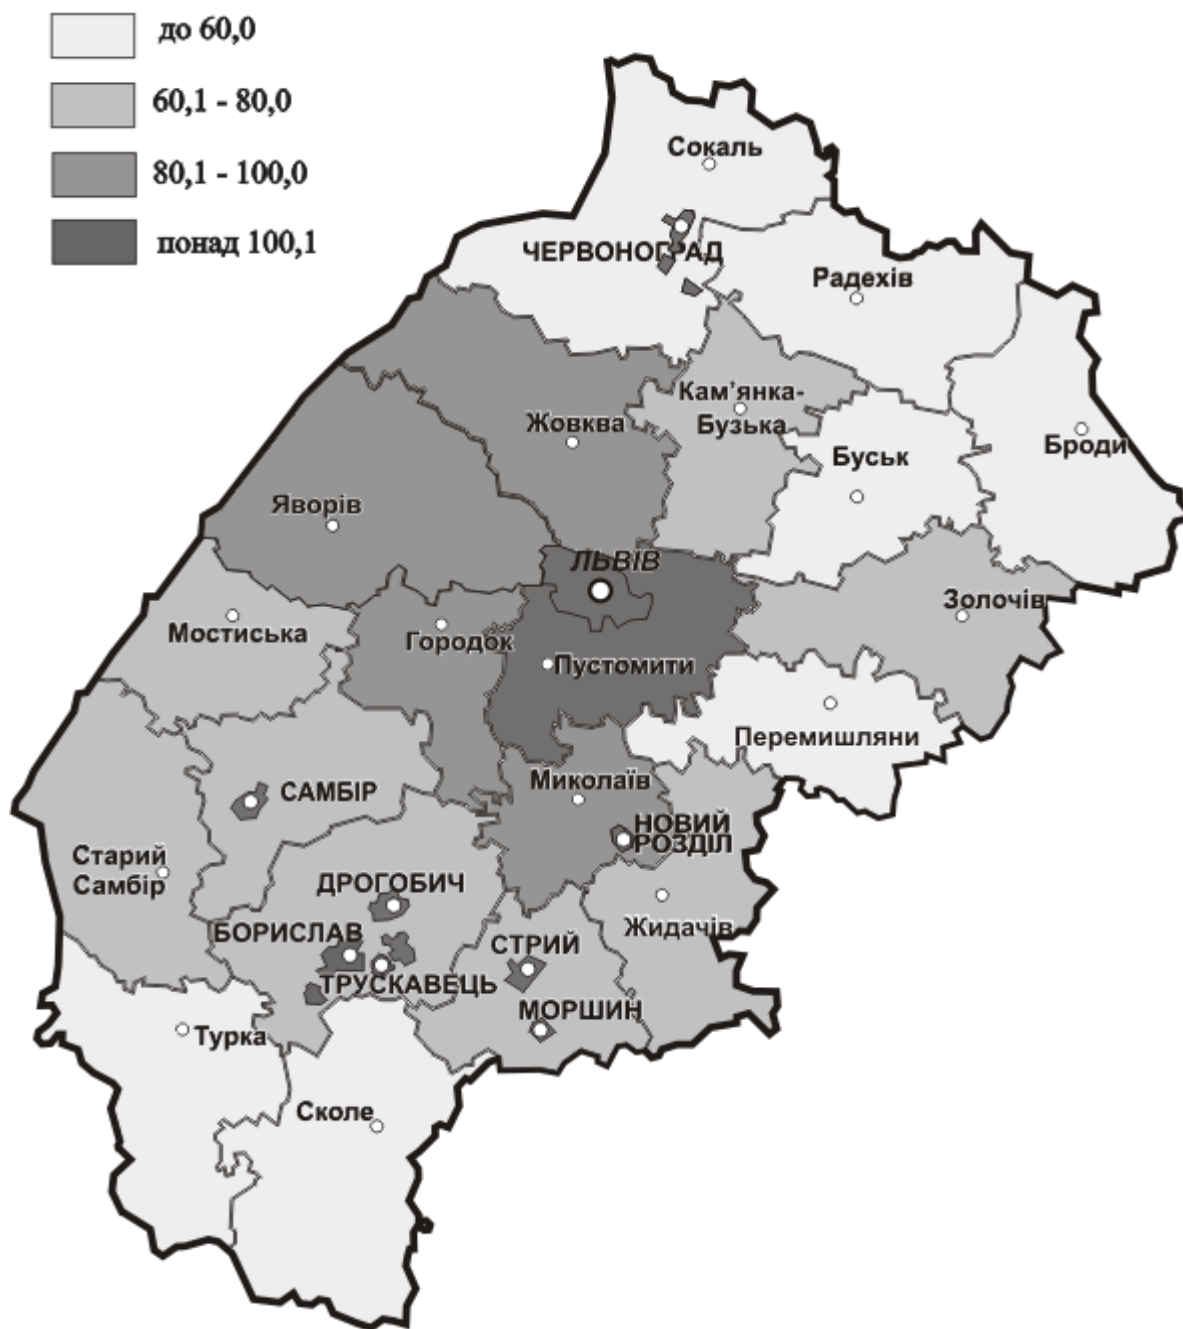 до 60,0
60,1 - 80,0
80,1 - 100,0
понад 100,1
Сокаль
ЧЕРВОНОГРАД
Радехів
Кам’янка-
Бузька
Жовква
Броди
Буськ
Яворів
ЛЬВІВ
Золочів
Мостиська
Городок
Пустомити
Перемишляни
Миколаїв
САМБІР
НОВИЙ
РОЗДІЛ
Старий
Самбір
ДРОГОБИЧ
Жидачів
БОРИСЛАВ
СТРИЙ
ТРУСКАВЕЦЬ
МОРШИН
Турка
Сколе